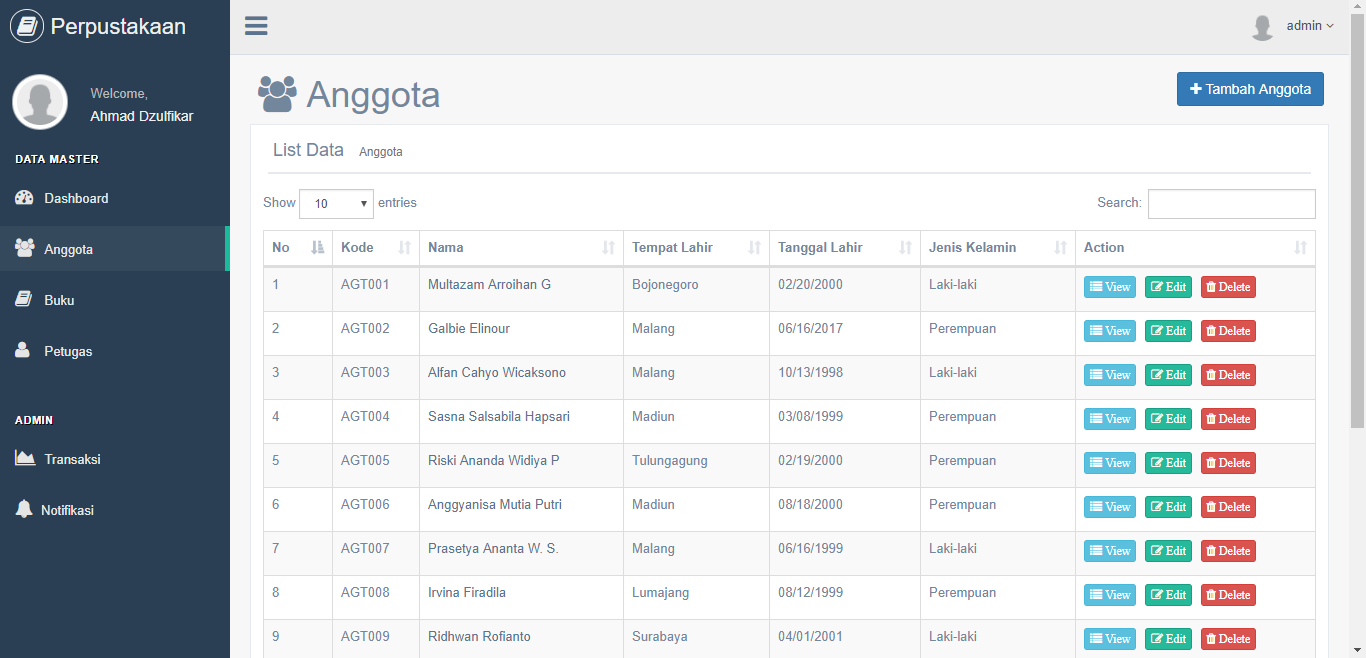 Perpustakaan
admin
Welcome,
Ahmad Dzulfikar
DATA MASTER
Dashboard
Anggota
Buku
Petugas
ADMIN
Transaksi
Notifikasi
Anggota
Tambah Anggota
List Data Anggota
Show 10 entries Search:
No Kode Nama Tempat Lahir Tanggal Lahir Jenis Kelamin Action
1 AGT001 Multazam Arroihan G Bojonegoro 02/20/2000 Laki-laki View Edit Delete
2 AGT002 Galbie Elinour Malang 06/16/2017 Perempuan View Edit Delete
3 AGT003 Alfan Cahyo Wicaksono Malang 10/13/1998 Laki-laki View Edit Delete
4 AGT004 Sasna Salsabila Hapsari Madiun 03/08/1999 Perempuan View Edit Delete
5 AGT005 Riski Ananda Widiya P Tulungagung 02/19/2000 Perempuan View Edit Delete
6 AGT006 Anggyanisa Mutia Putri Madiun 08/18/2000 Perempuan View Edit Delete
7 AGT007 Prasetya Ananta W. S. Malang 06/16/1999 Laki-laki View Edit Delete
8 AGT008 Irvina Firadila Lumajang 08/12/1999 Perempuan View Edit Delete
9 AGT009 Ridhwan Rofianto Surabaya 04/01/2001 Laki-laki View Edit Delete